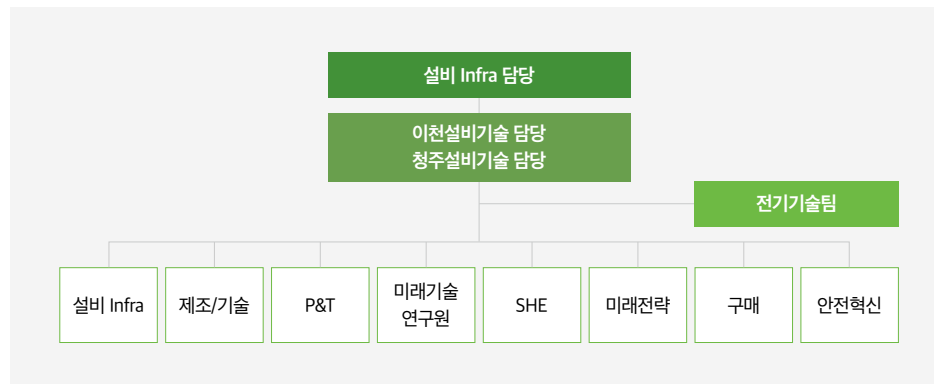 설비 Infra 담당
이천설비기술 담당
청주설비기술 담당
전기기술팀
설비 Infra
제조/기술
P&T
미래기술
연구원
SHE
미래전략
구매
안전혁신